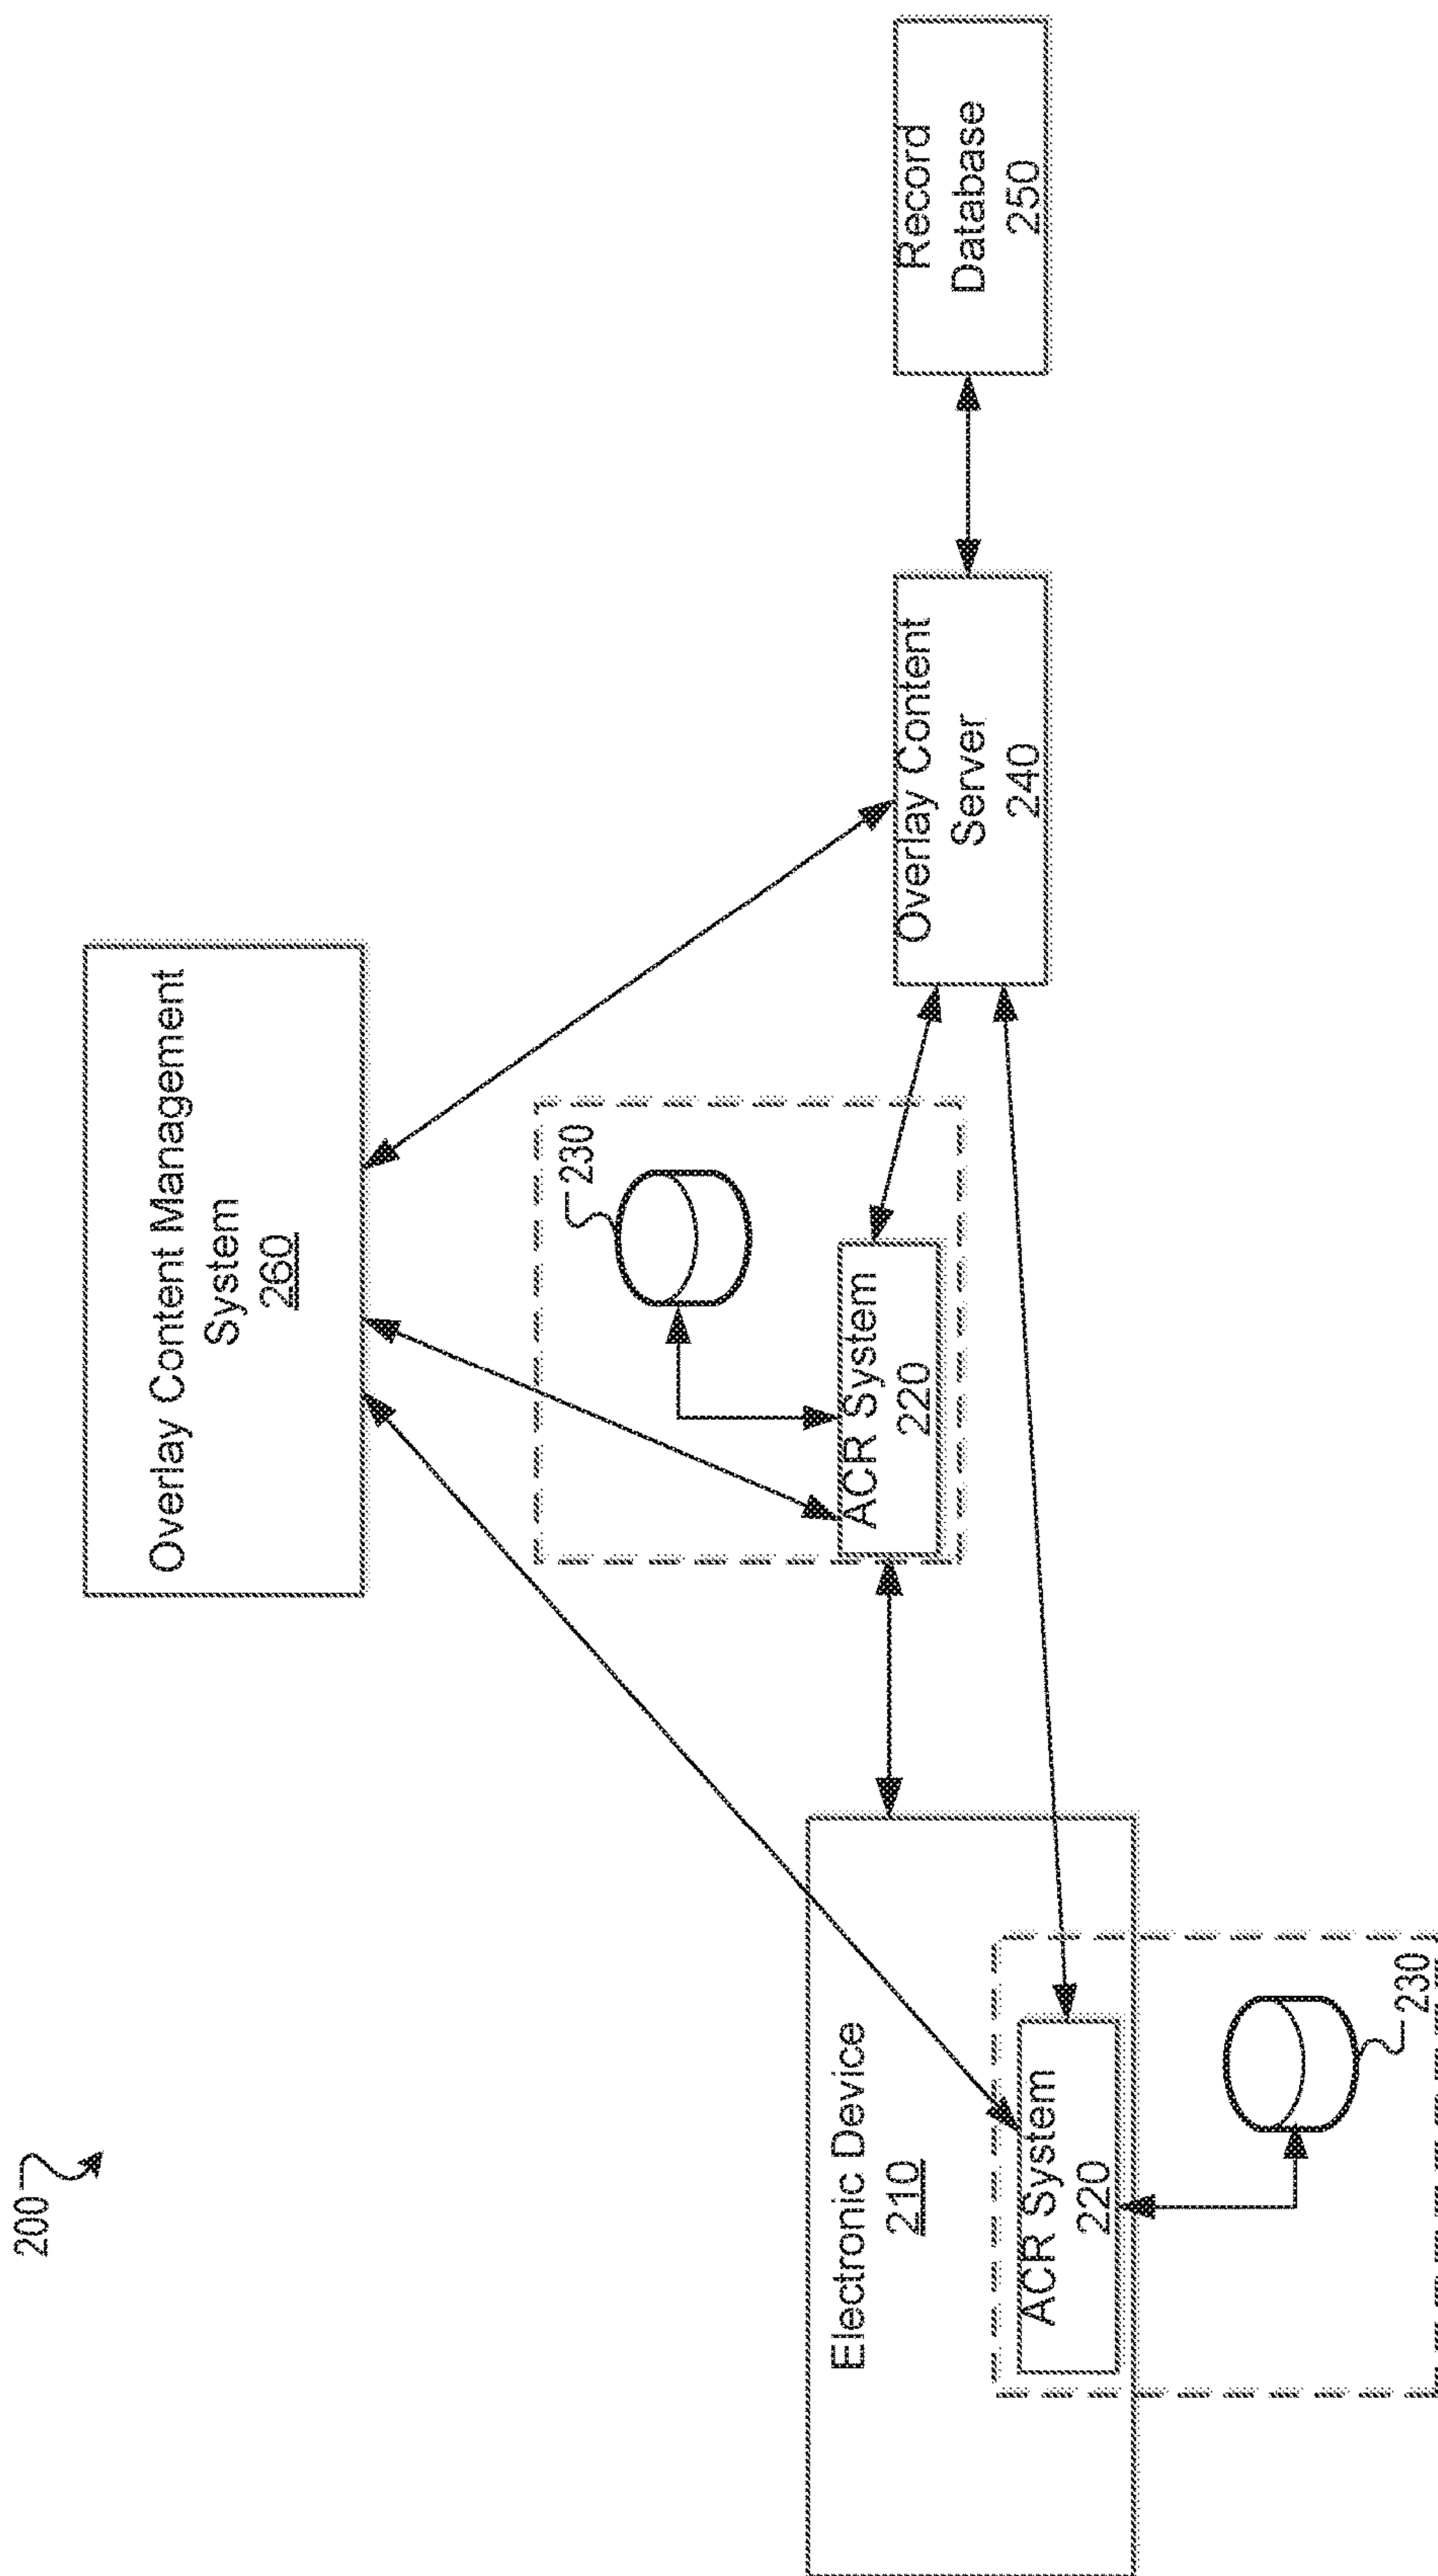 200
Overlay Content Management
System
260
230
ACR System
220
Electronic Device
210
ACR System
220
230
Overlay Content
Server
240
Record
Database
250